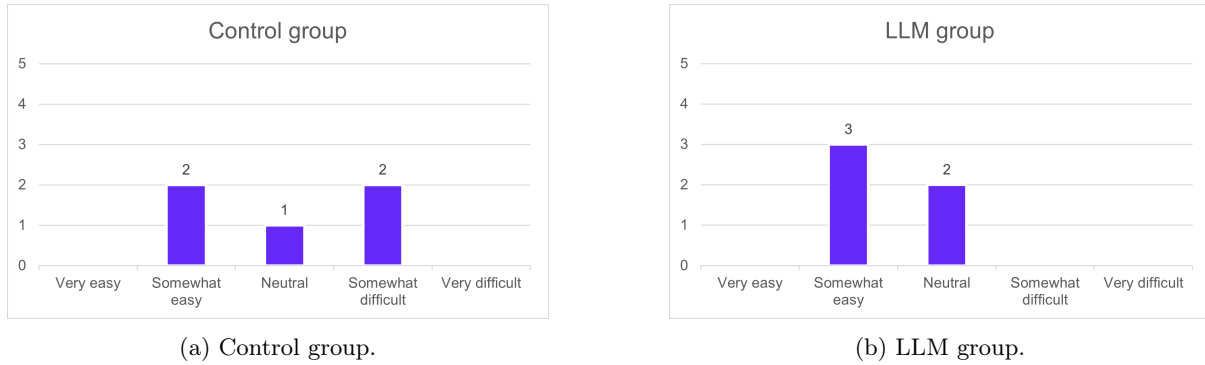 Control group
5
4
3
2
1
0
2
1
2
Very easy
Somewhat
easy
Neutral
Somewhat
difficult
Very difficult
(a) Control group.
LLM group
5
4
3
2
1
0
3
2
Very easy
Somewhat
easy
Neutral
Somewhat
difficult
Very difficult
(b) LLM group.